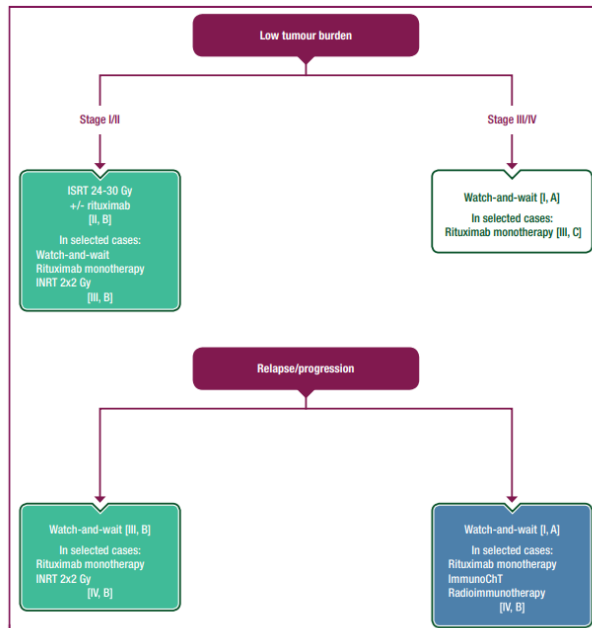 Low tumour burden
Stage I/II
Stage III/IV
ISRT 24-30 Gy
+/- rituximab
[II, B]
In selected cases:
Watch-and-wait
Rituximab monotherapy
INRT 2x2 Gy
[III, B]
Watch-and-wait [I, A]
In selected cases:
Rituximab monotherapy [III, C]
Relapse/progression
Watch-and-wait [III, B]
In selected cases:
Rituximab monotherapy
INRT 2x2 Gy
[IV, B]
Watch-and-wait [I, A]
In selected cases:
Rituximab monotherapy
ImmunoChT
Radioimmunotherapy
[IV, B]